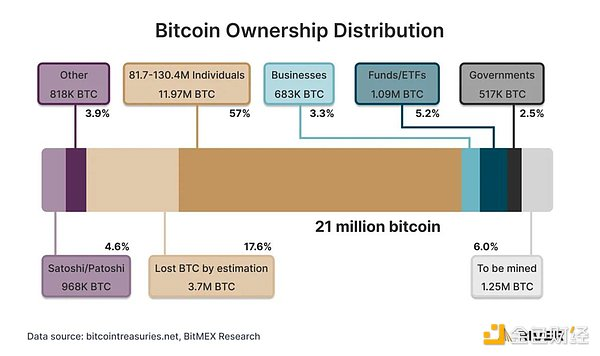 Bitcoin Ownership Distribution
Other
818K BTC
3.9%
81.7-130.4M Individuals
11.97M BTC
57%
Businesses
683K BTC
3.3%
Funds/ETFs
1.09M BTC
5.2%
Governments
517K BTC
2.5%
21 million bitcoin
4.6%
Satoshi/Patoshi
968K BTC
17.6%
Lost BTC by estimation
3.7M BTC
6.0%
To be mined
1.25M BTC
Data source: bitcointreasuries.net, BitMEX Research
金色财经